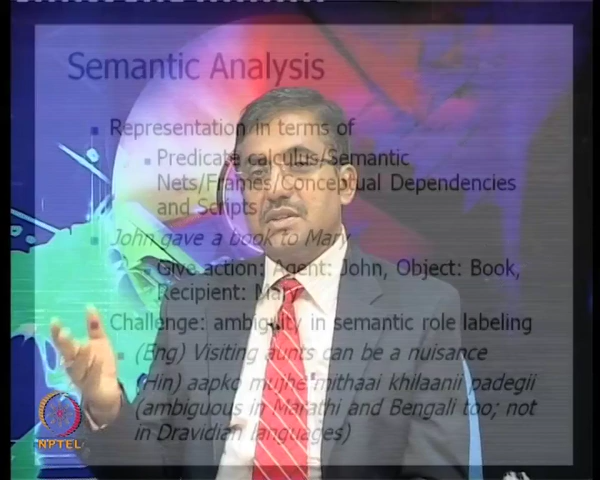 Semantic Analysis
Representation in terms of
Predicate calculus/Semantic
Nets/Frames/Conceptual Dependencies
and Scripts
John gave a book to Mary
Give action: Agent: John, Object: Book,
Recipient: Mary
Challenge: ambiguity in semantic role labeling
(Eng) Visiting aunts can be a nuisance
(Hin) aapko mujhe mithaai khilaanii padegii
(ambiguous in Marathi and Bengali too; not
in Dravidian languages)
NPTEL